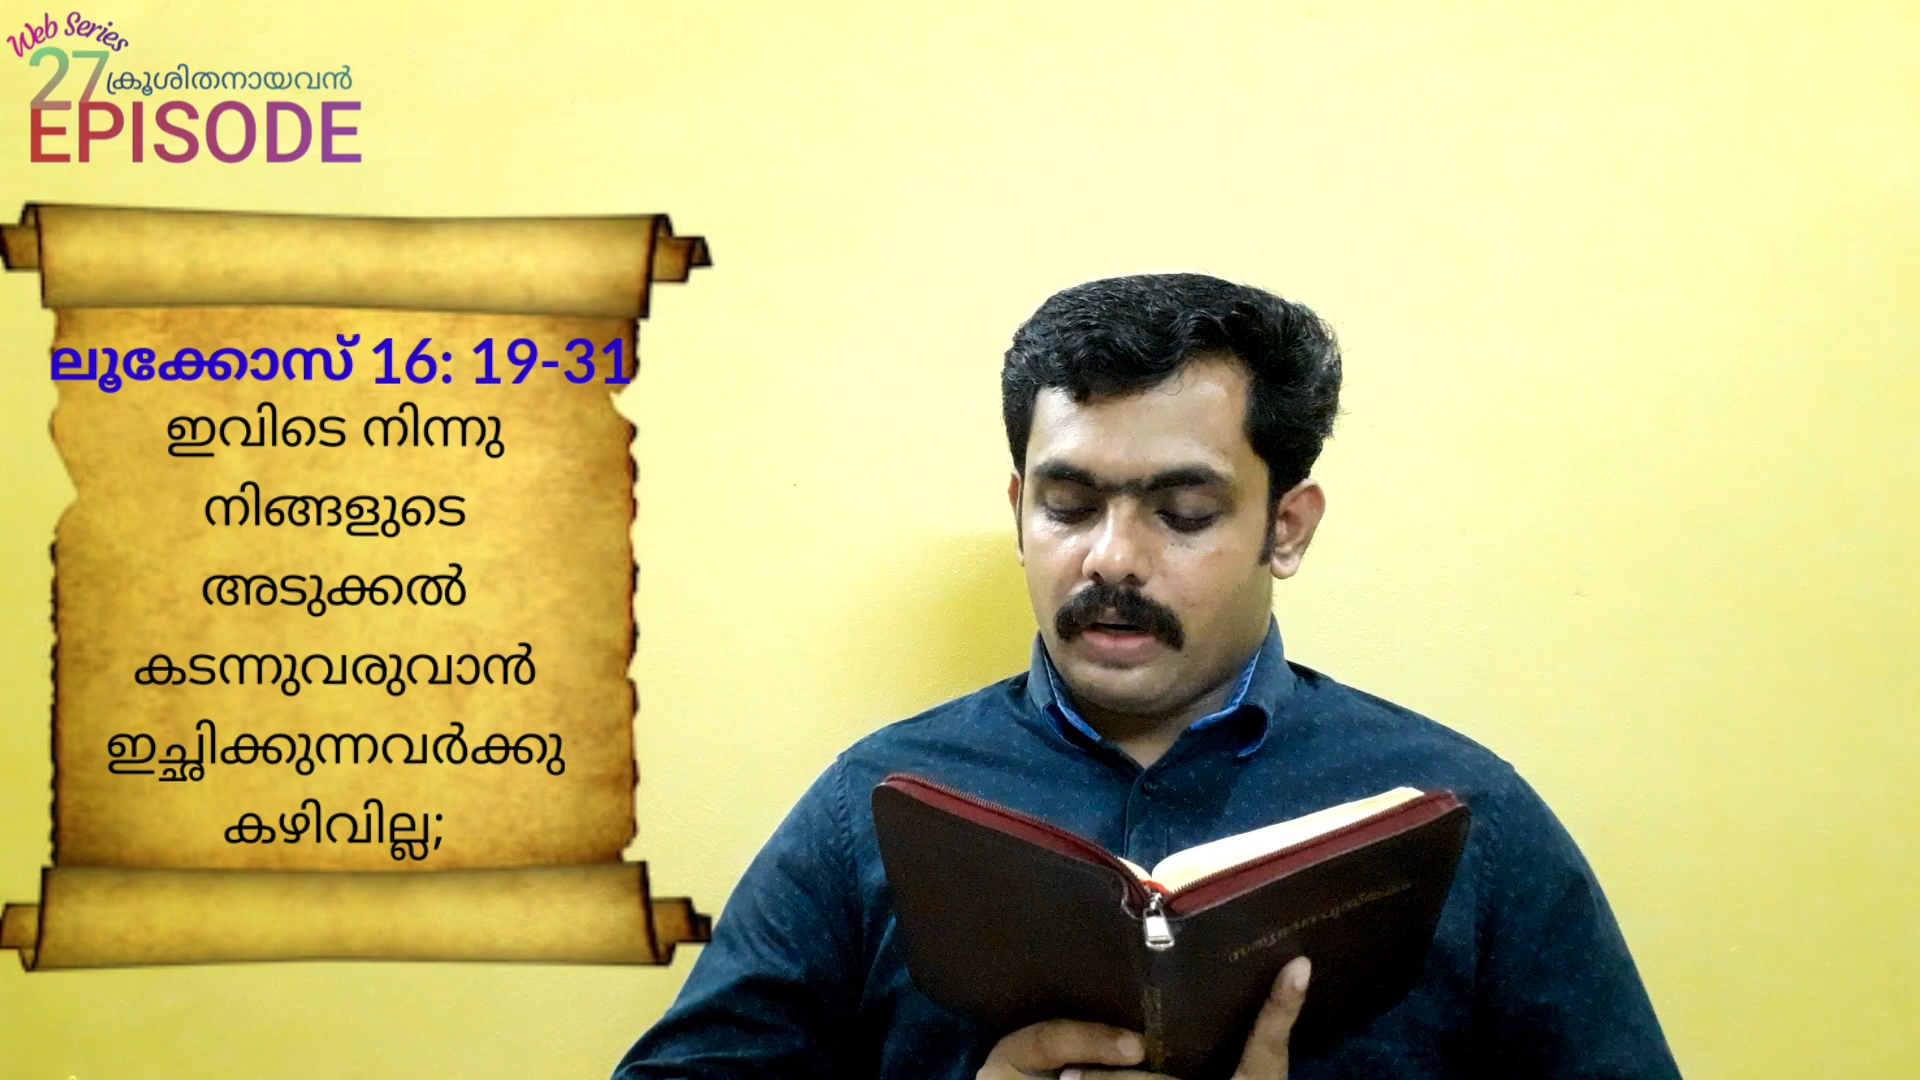 Web Series
27 ക്രൂശിതനായവൻ
EPISODE
ലൂക്കോസ് 16: 19-31
ഇവിടെ നിന്നു
നിങ്ങളുടെ
അടുക്കൽ
കടന്നുവരുവാൻ
ഇച്ഛിക്കുന്നവർക്കു
കഴിവില്ല;